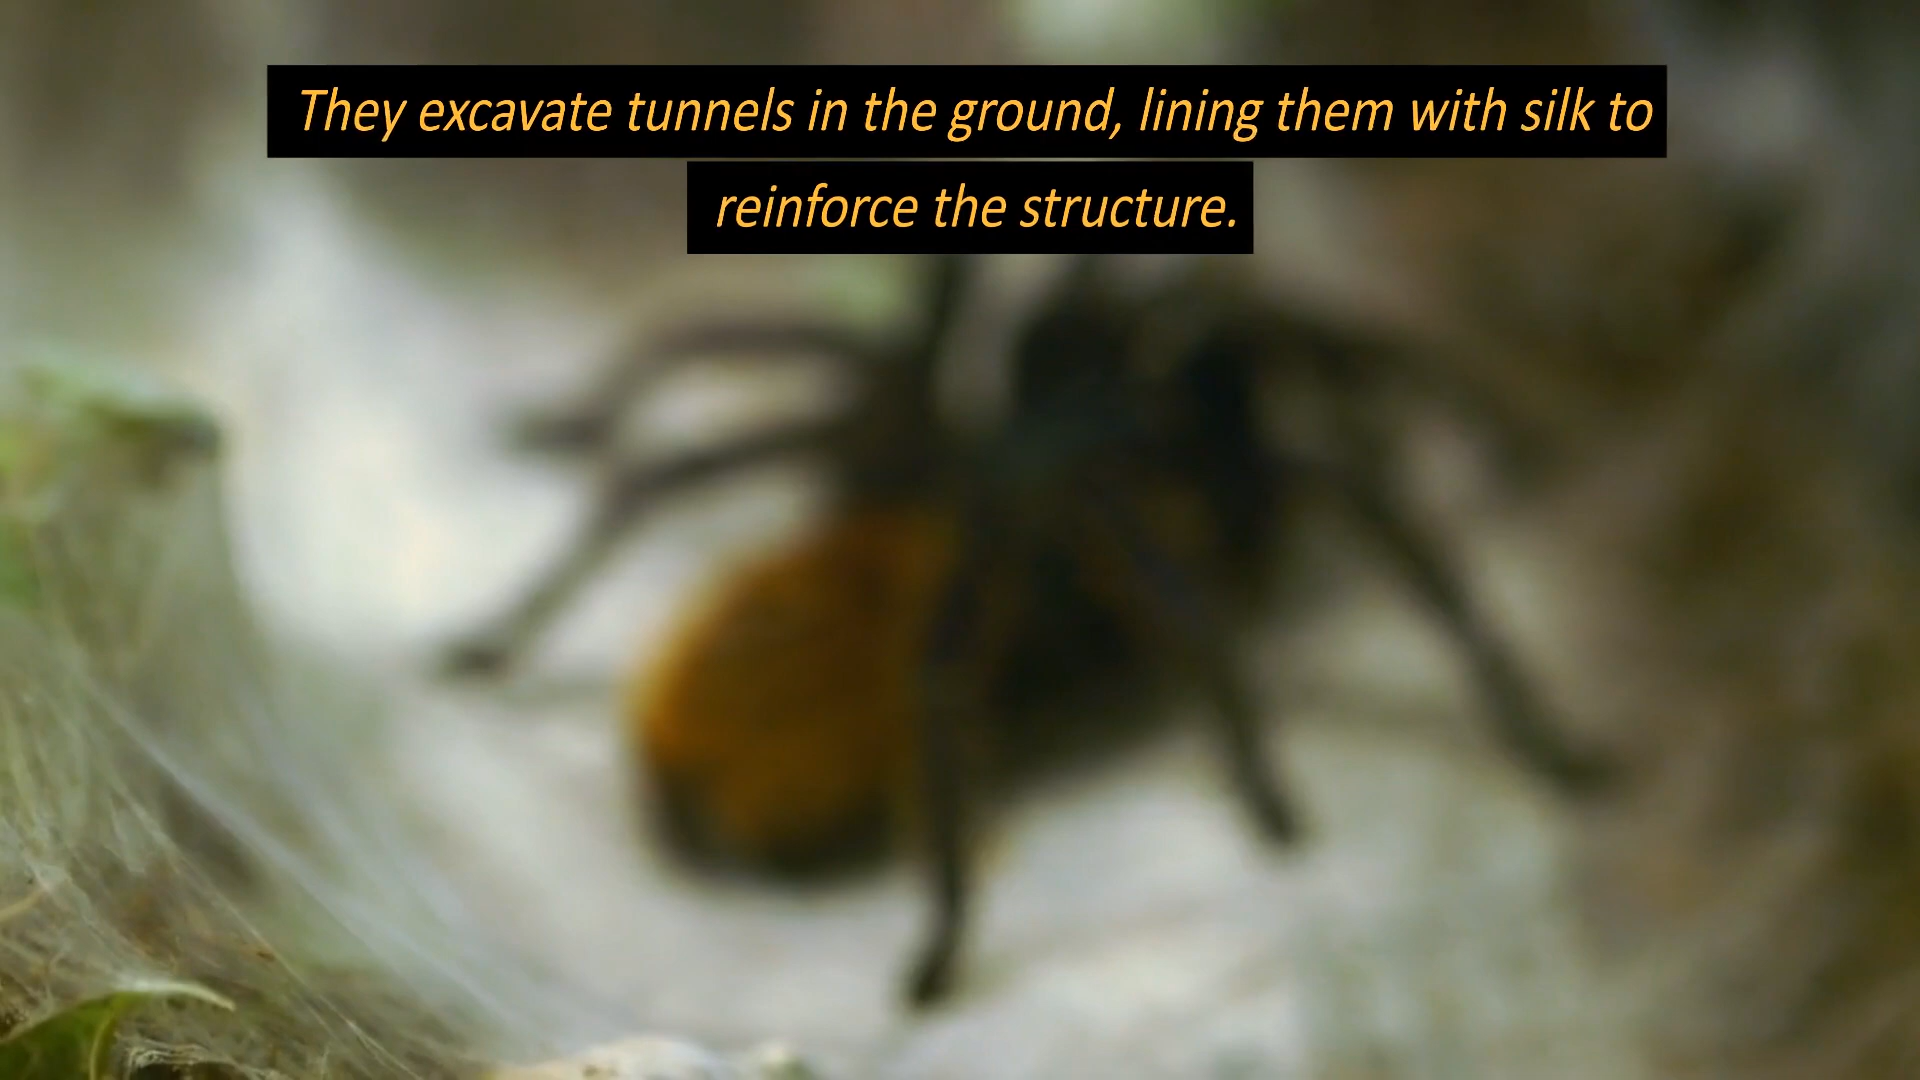 They excavate tunnels in the ground, lining them with silk to
reinforce the structure.